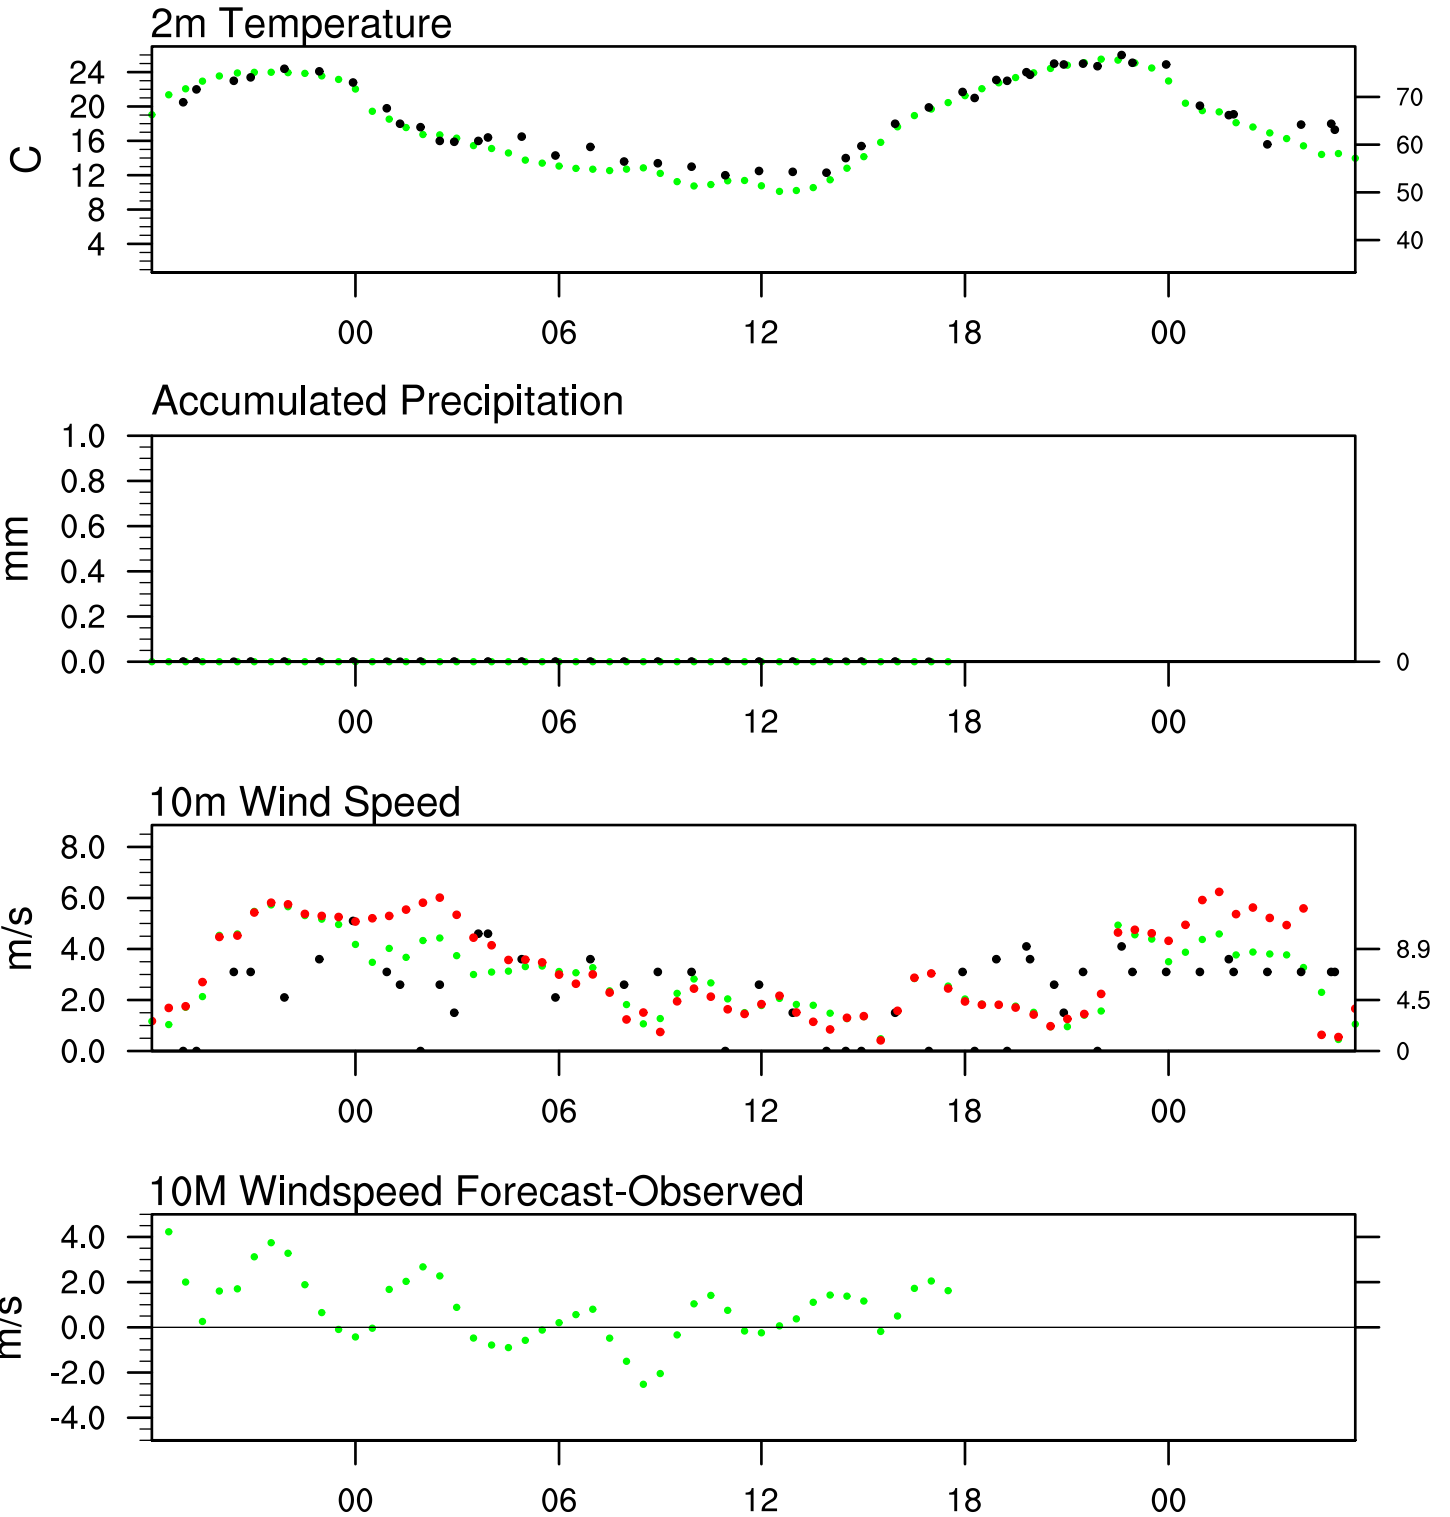 2m Temperature
24
20
16
12
8
4
C
70
60
50
40
00 06 12 18 00
Accumulated Precipitation
1.0
0.8
0.6
0.4
0.2
0.0
mm
0
00 06 12 18 00
10m Wind Speed
8.0
6.0
4.0
2.0
0.0
m/s
8.9
4.5
0
00 06 12 18 00
10M Windspeed Forecast-Observed
4.0
2.0
0.0
-2.0
-4.0
m/s
00 06 12 18 00